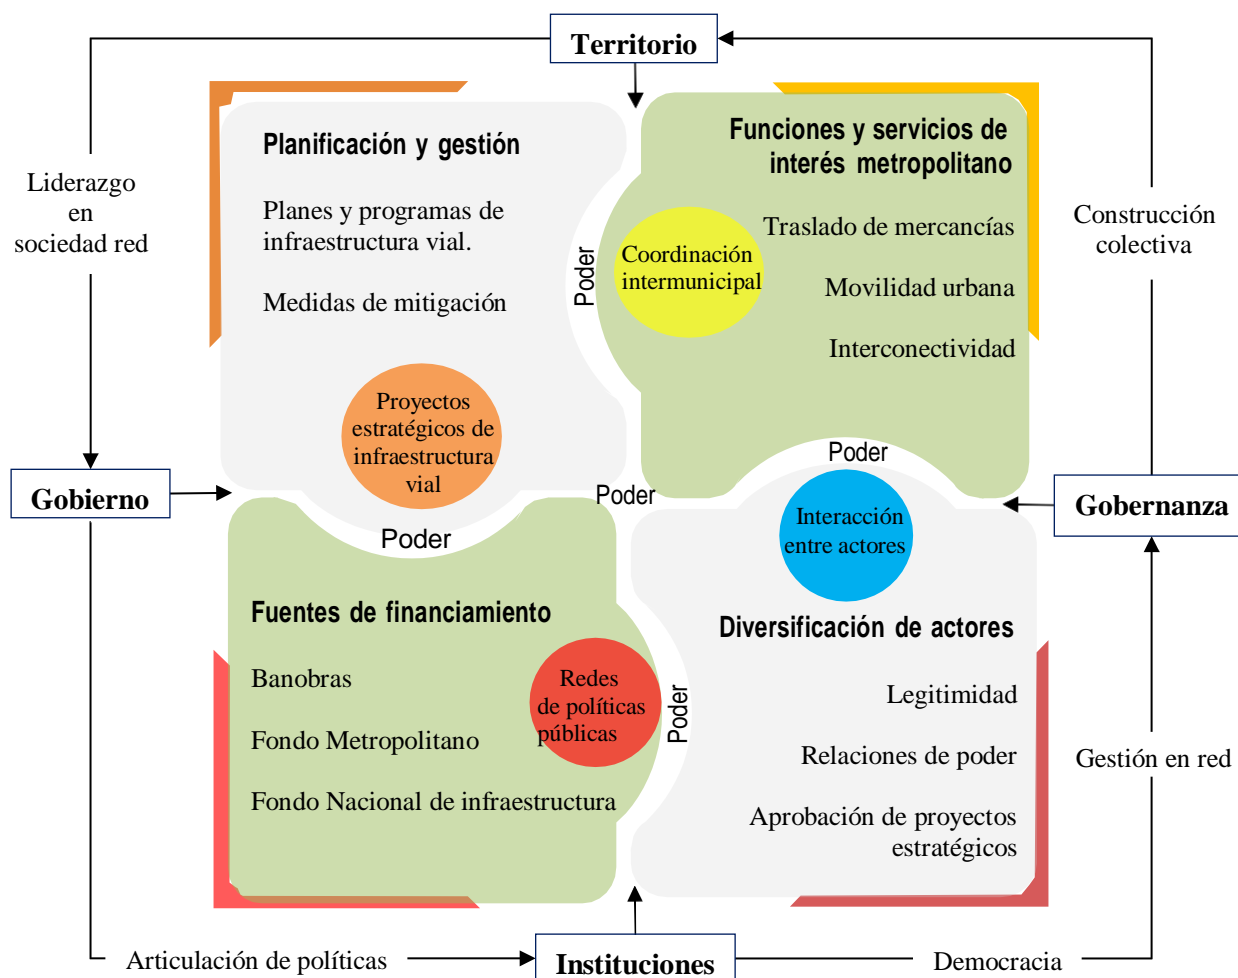 Territorio
Planificación y gestión
Planes y programas de
infraestructura vial.
Medidas de mitigación
Funciones y servicios de
interés metropolitano
Traslado de mercancías
Movilidad urbana
Interconectividad
Liderazgo
en
sociedad red
Construcción
colectiva
Poder
Coordinación
intermunicipal
Proyectos
estratégicos de
infraestructura
vial
Poder
Gobierno
Poder
Gobernanza
Interacción
entre actores
Poder
Fuentes de financiamiento
Banobras
Fondo Metropolitano
Fondo Nacional de infraestructura
Redes
de políticas
públicas
Poder
Diversificación de actores
Legitimidad
Relaciones de poder
Aprobación de proyectos
estratégicos
Gestión en red
Articulación de políticas
Instituciones
Democracia